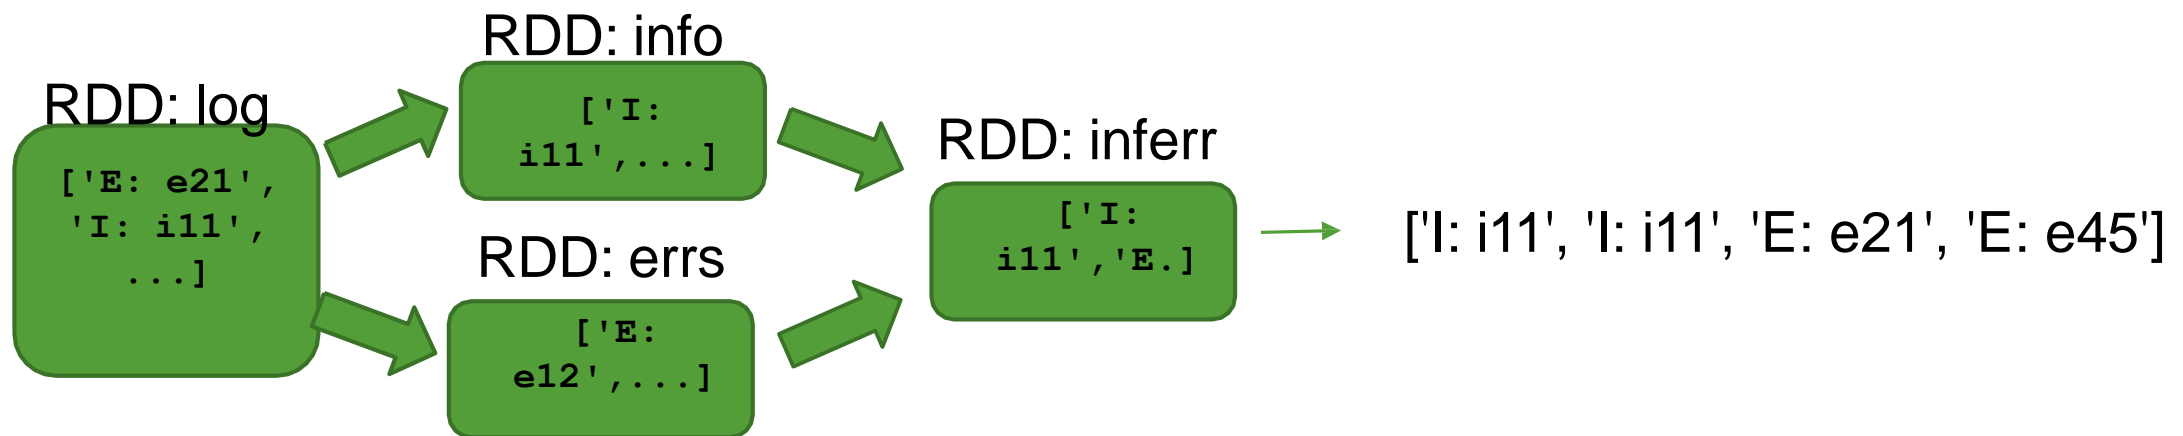 RDD: log
['E: e21',
'I: i11',
...]
RDD: info
['I:
i11',...]
RDD: errs
['E:
e12',...]
RDD: inferr
['I:
i11','E.]
['I: i11', 'I: i11', 'E: e21', 'E: e45']